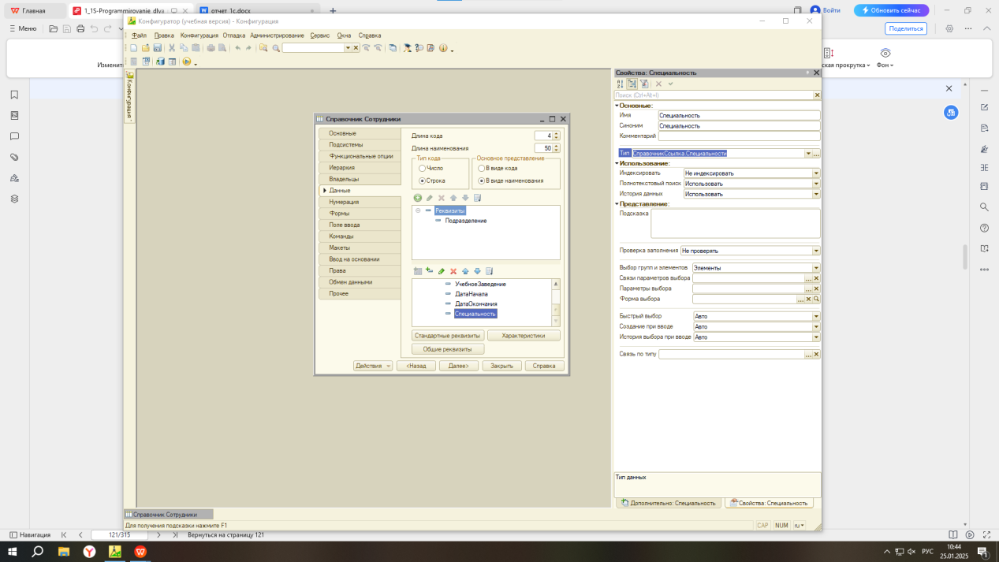 Главная
1_1S-Programmirovanie_dlya
отчет_1с.docx
Войти
Обновить сейчас
Меню
Поделиться
Конфигуратор (учебная версия) - Конфигурация
Файл Правка Конфигурация Отладка Администрирование Сервис Окна Справка
Изменить
ская прокрутка
Фон
Конфигурация
Справочник Сотрудники
Основные
Подсистемы
Функциональные опции
Иерархия
Владельцы
Данные
Нумерация
Формы
Поле ввода
Команды
Макеты
Ввод на основании
Права
Обмен данными
Прочее
Длина кода 4
Длина наименования 50
Тип кода
Число
Строка
Основное представление
В виде кода
В виде наименования
Реквизиты
Подразделение
УчебноеЗаведение
ДатаНачала
ДатаОкончания
Специальность
Стандартные реквизиты Характеристики
Общие реквизиты
Действия <Назад Далее> Закрыть Справка
Свойства: Специальность
Поиск (Ctrl+Alt+I)
Основные:
Имя Специальность
Синоним Специальность
Комментарий
Тип СправочникСсылка.Специальности
Использование:
Индексировать Не индексировать
Полнотекстовый поиск Использовать
История данных Использовать
Представление:
Подсказка
Проверка заполнения Не проверять
Выбор групп и элементов Элементы
Связи параметров выбора
Параметры выбора
Форма выбора
Быстрый выбор Авто
Создание при вводе Авто
История выбора при вводе Авто
Связь по типу
Тип данных
Дополнительно: Специальность Свойства: Специальность
Справочник Сотрудники
Для получения подсказки нажмите F1
CAP NUM ru
Навигация 121/315 Вернуться на страницу 121
РУС
10:44
25.01.2025
1